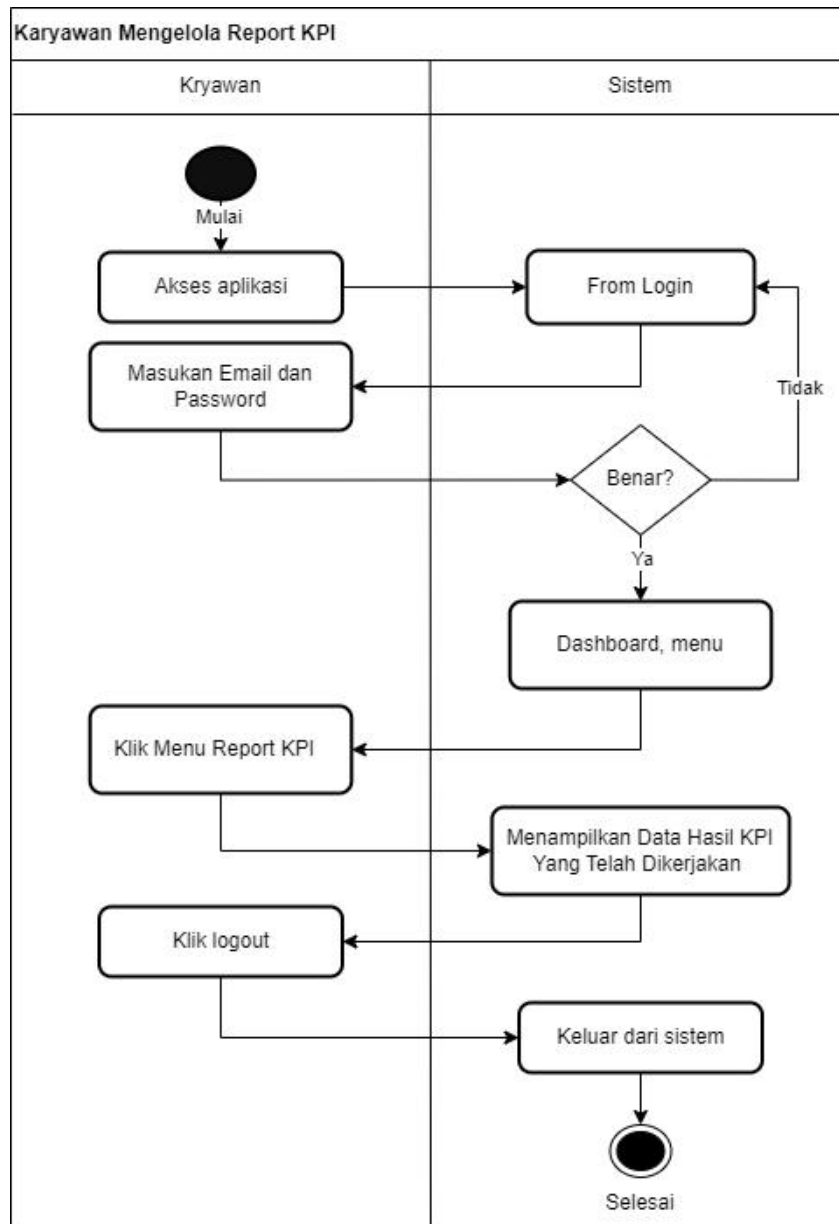 Karyawan Mengelola Report KPI
Kryawan
Sistem
Mulai
Akses aplikasi
From Login
Masukan Email dan
Password
Tidak
Benar?
Ya
Dashboard, menu
Klik Menu Report KPI
Menampilkan Data Hasil KPI
Yang Telah Dikerjakan
Klik logout
Keluar dari sistem
Selesai